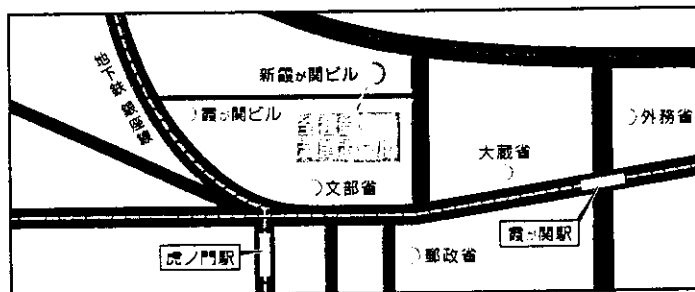 地下鉄銀座線
新霞が関ビル
霞が関ビル
外務省
大蔵省
文部省
霞が関駅
虎ノ門駅
郵政省